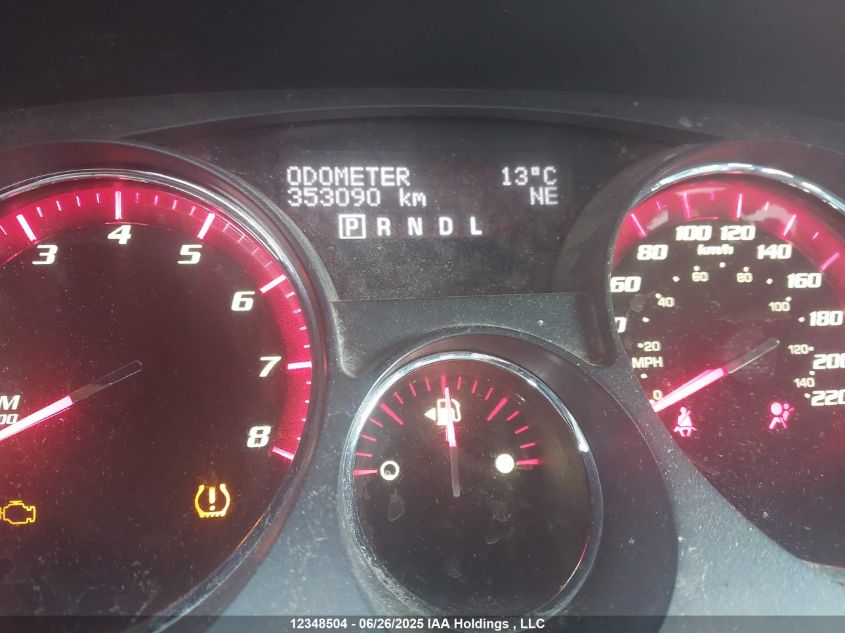 ODOMETER 13°C
353090 km NE
P R N D L
3 4 5 6 7 8
60 80 100 120 140 160 180 200 220
km/h
20 40 60 80 100 120 140
MPH
0
12348504 - 06/26/2025 IAA Holdings , LLC